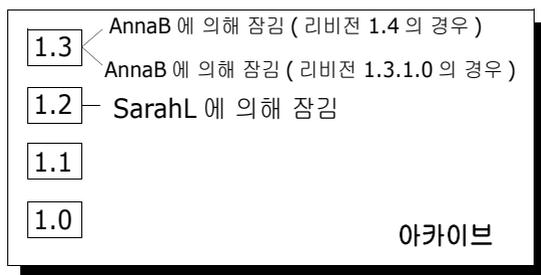 AnnaB 에 의해 잠김 ( 리비전 1.4 의 경우 )
1.3
AnnaB 에 의해 잠김 ( 리비전 1.3.1.0 의 경우 )
1.2 SarahL 에 의해 잠김
1.1
1.0
아카이브